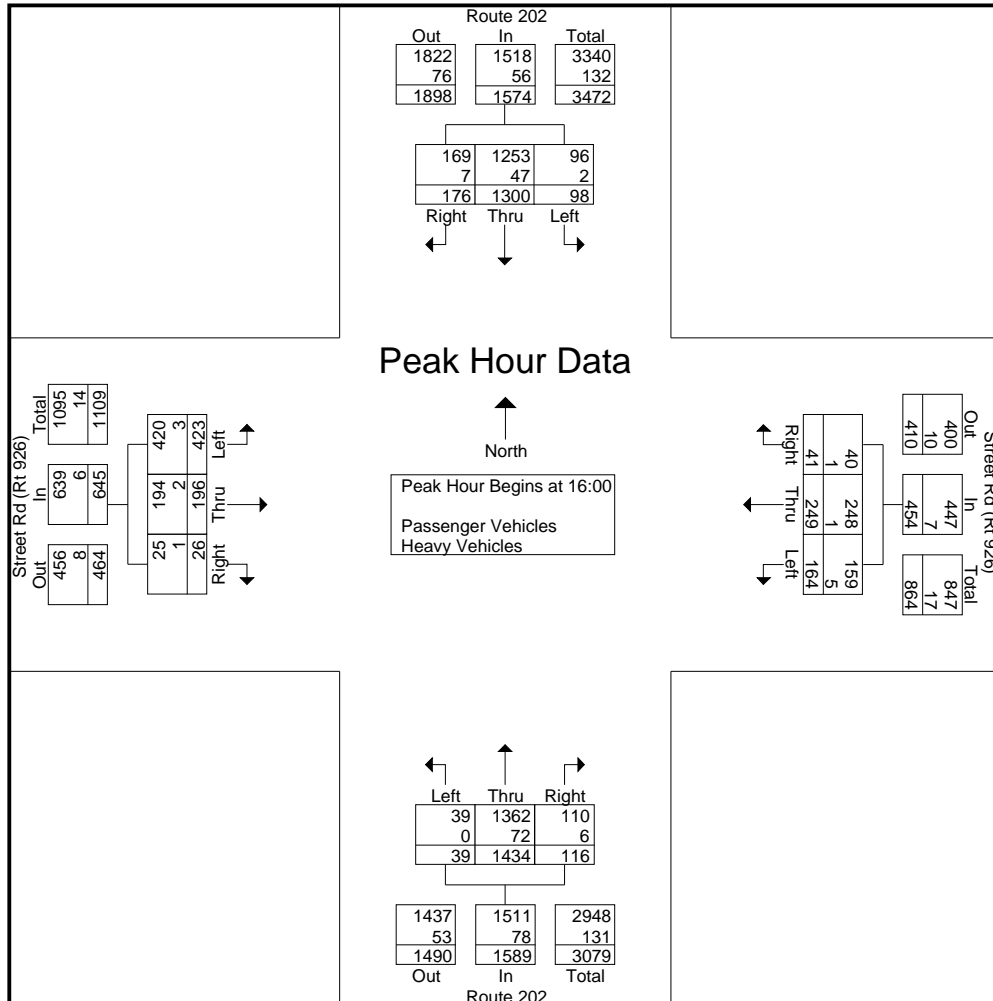 Route 202
Out In Total
1822 1518 3340
76 56 132
1898 1574 3472
169 1253 96
7 47 2
176 1300 98
Right Thru Left
Peak Hour Data
North
Peak Hour Begins at 16:00
Passenger Vehicles
Heavy Vehicles
Street Rd (Rt 926)
Out In Total
456 639 1095
8 6 14
464 645 1109
25 194 420
1 2 3
26 196 423
Right Thru Left
Street Rd (Rt 926)
Out In Total
400 447 847
10 7 17
410 454 864
40 248 159
1 1 5
41 249 164
Right Thru Left
Left Thru Right
39 1362 110
0 72 6
39 1434 116
1437 1511 2948
53 78 131
1490 1589 3079
Out In Total
Route 202